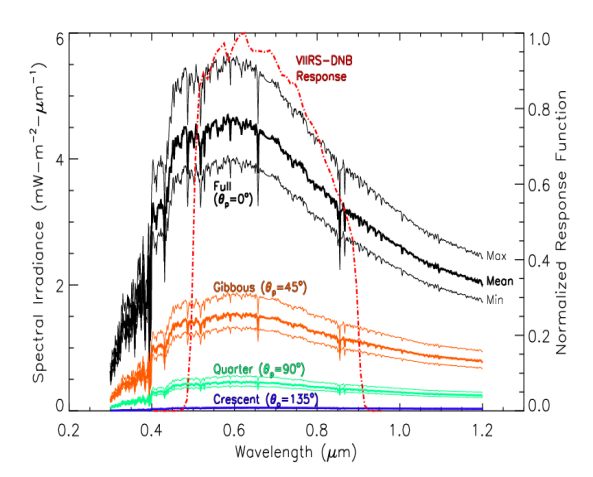 6
4
2
0
Spectral Irradiance (mW-m-2-μm-1)
0.2
0.4
0.6
0.8
1.0
1.2
Wavelength (μm)
1.0
0.8
0.6
0.4
0.2
0.0
Normalized Response Function
VIIRS-DNB
Response
Full
(θp=0°)
Max
Mean
Min
Gibbous (θp=45°)
Quarter (θp=90°)
Crescent (θp=135°)